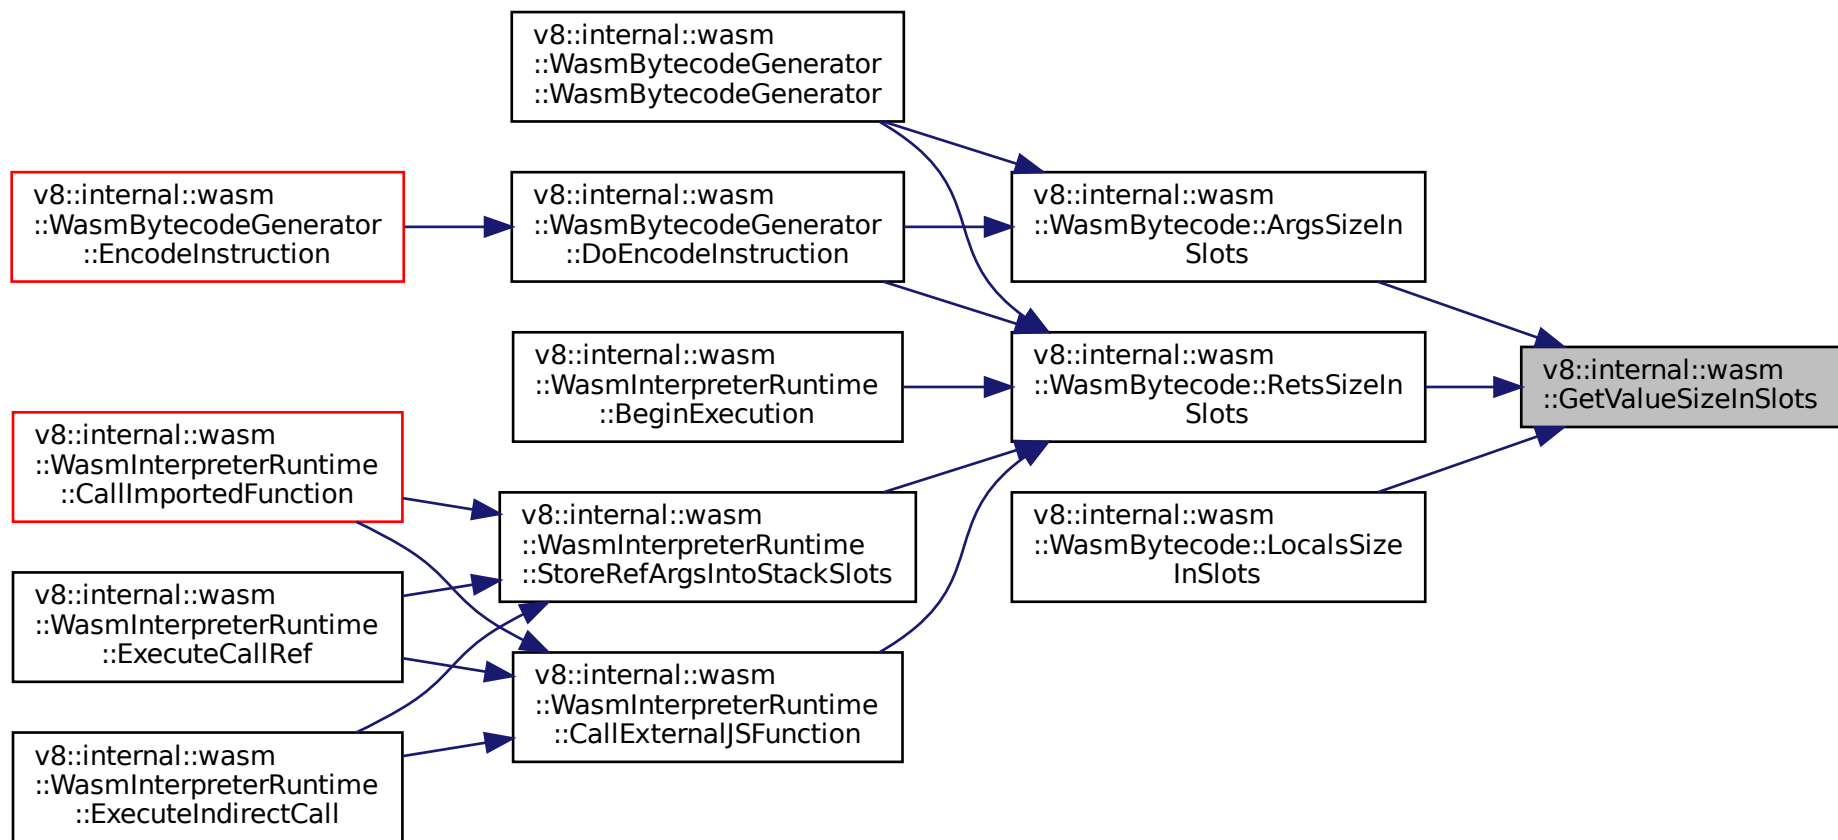 v8::internal::wasm
::WasmBytecodeGenerator
::WasmBytecodeGenerator
v8::internal::wasm
::WasmBytecodeGenerator
::EncodeInstruction
v8::internal::wasm
::WasmBytecodeGenerator
::DoEncodeInstruction
v8::internal::wasm
::WasmBytecode::ArgsSizeIn
Slots
v8::internal::wasm
::WasmInterpreterRuntime
::BeginExecution
v8::internal::wasm
::WasmBytecode::RetsSizeIn
Slots
v8::internal::wasm
::GetValueSizeInSlots
v8::internal::wasm
::WasmInterpreterRuntime
::CallImportedFunction
v8::internal::wasm
::WasmInterpreterRuntime
::StoreRefArgsIntoStackSlots
v8::internal::wasm
::WasmBytecode::LocalsSize
InSlots
v8::internal::wasm
::WasmInterpreterRuntime
::ExecuteCallRef
v8::internal::wasm
::WasmInterpreterRuntime
::CallExternalJSFunction
v8::internal::wasm
::WasmInterpreterRuntime
::ExecuteIndirectCall